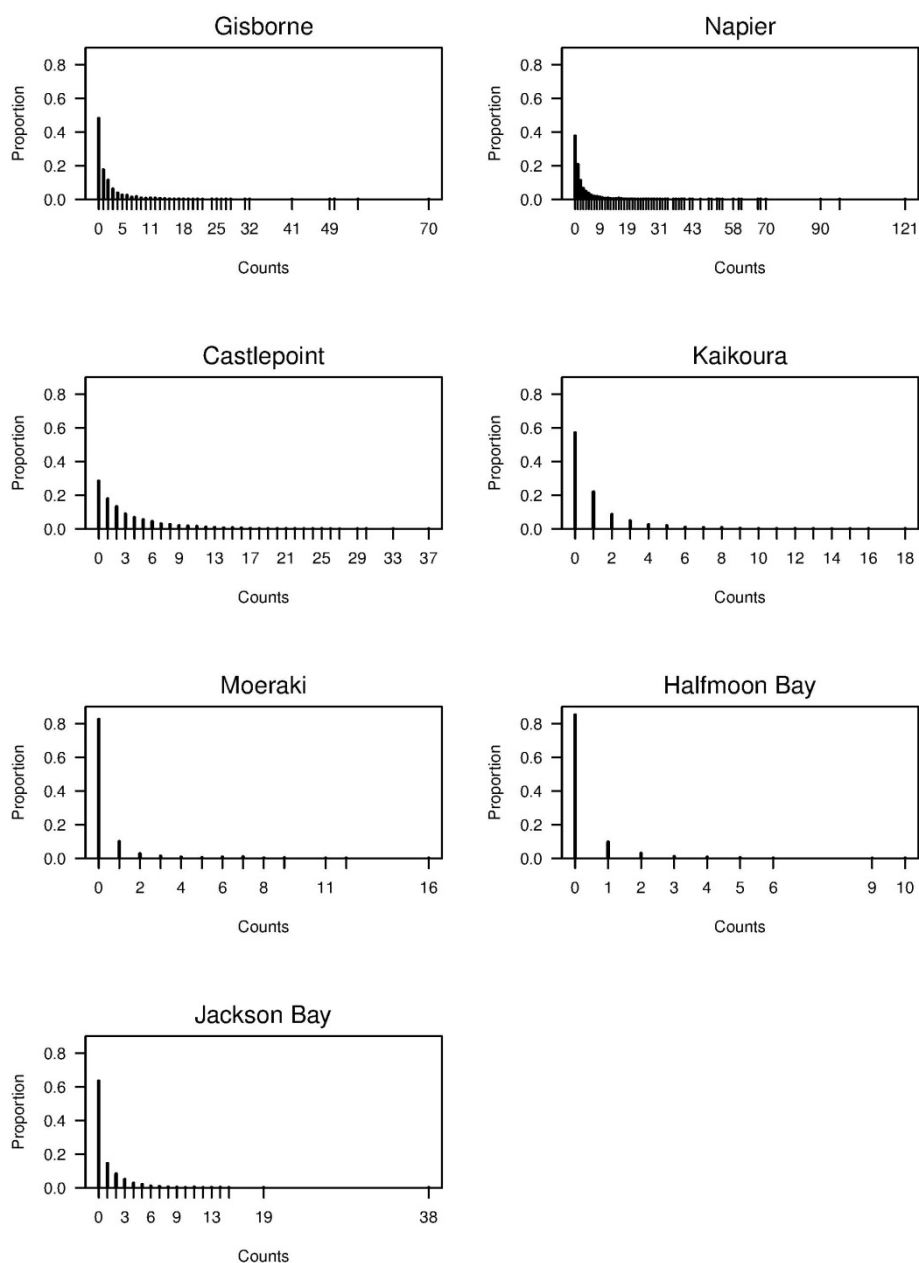 Gisborne
Proportion
0.8
0.6
0.4
0.2
0.0
0 5 11 18 25 32 41 49 70
Counts
Napier
Proportion
0.8
0.6
0.4
0.2
0.0
0 9 19 31 43 58 70 90 121
Counts
Castlepoint
Proportion
0.8
0.6
0.4
0.2
0.0
0 3 6 9 13 17 21 25 29 33 37
Counts
Kaikoura
Proportion
0.8
0.6
0.4
0.2
0.0
0 1 2 3 4 5 6 7 8 10 12 14 16 18
Counts
Moeraki
Proportion
0.8
0.6
0.4
0.2
0.0
0 2 4 6 8 11 16
Counts
Halfmoon Bay
Proportion
0.8
0.6
0.4
0.2
0.0
0 1 2 3 4 5 6 9 10
Counts
Jackson Bay
Proportion
0.8
0.6
0.4
0.2
0.0
0 3 6 9 13 19 38
Counts